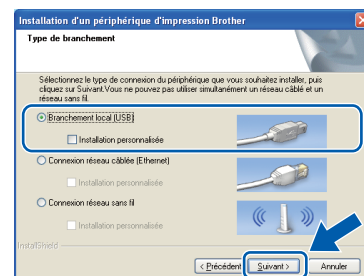 Installation d'un périphérique d'impression Brother
Type de branchement
Sélectionnez le type de connexion du périphérique que vous souhaitez installer, puis
cliquez sur Suivant.Vous ne pouvez pas utiliser simultanément un réseau câblé et un
réseau sans fil.
Branchement local (USB)
Installation personnalisée
Connexion réseau câblée (Ethernet)
Installation personnalisée
Connexion réseau sans fil
Installation personnalisée
InstallShield
< Précédent
Suivant >
Annuler